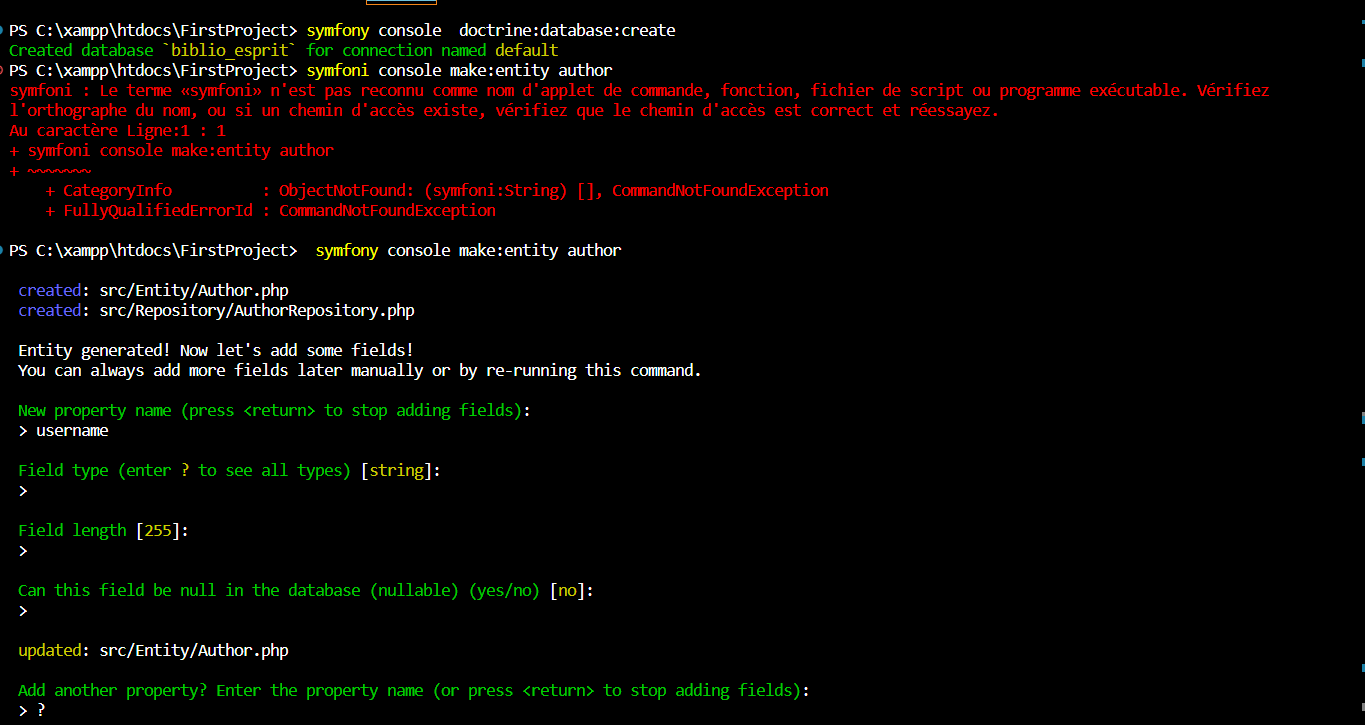 PS C:\xampp\htdocs\FirstProject> symfony console  doctrine:database:create
Created database `biblio_esprit` for connection named default
PS C:\xampp\htdocs\FirstProject> symfoni console make:entity author
symfoni : Le terme «symfoni» n'est pas reconnu comme nom d'applet de commande, fonction, fichier de script ou programme exécutable. Vérifiez
l'orthographe du nom, ou si un chemin d'accès existe, vérifiez que le chemin d'accès est correct et réessayez.
Au caractère Ligne:1 : 1
+ symfoni console make:entity author
+ ~~~~~~~
    + CategoryInfo          : ObjectNotFound: (symfoni:String) [], CommandNotFoundException
    + FullyQualifiedErrorId : CommandNotFoundException
PS C:\xampp\htdocs\FirstProject>  symfony console make:entity author
created: src/Entity/Author.php
created: src/Repository/AuthorRepository.php
Entity generated! Now let's add some fields!
You can always add more fields later manually or by re-running this command.
New property name (press <return> to stop adding fields):
> username
Field type (enter ? to see all types) [string]:
>
Field length [255]:
>
Can this field be null in the database (nullable) (yes/no) [no]:
>
updated: src/Entity/Author.php
Add another property? Enter the property name (or press <return> to stop adding fields):
> ?